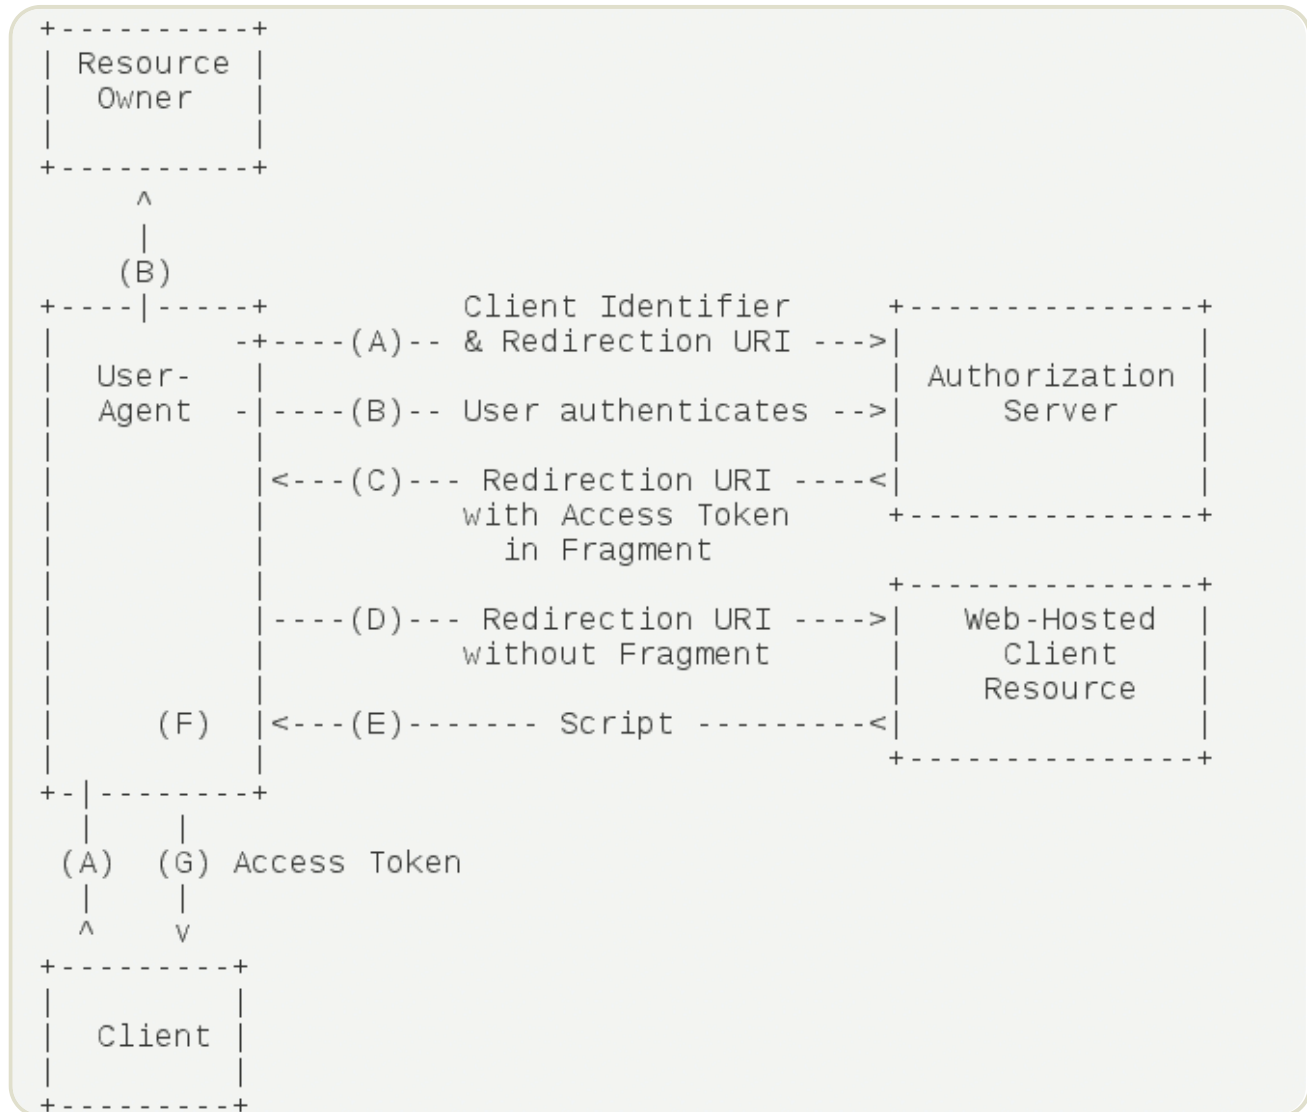 +----------+
| Resource |
|  Owner   |
|          |
+----------+
     ^
     |
    (B)
+----|-----+          Client Identifier     +---------------+
|         -+----(A)-- & Redirection URI --->|               |
|  User-   |                                | Authorization |
|  Agent  -|----(B)-- User authenticates -->|     Server    |
|          |                                |               |
|          |<---(C)--- Redirection URI ----<|               |
|          |          with Access Token     +---------------+
|          |            in Fragment
|          |                                +---------------+
|          |----(D)--- Redirection URI ---->|   Web-Hosted  |
|          |          without Fragment      |     Client    |
|          |                                |    Resource   |
|     (F)  |<---(E)------- Script ---------<|               |
|          |                                +---------------+
+-|--------+
  |    |
 (A)  (G) Access Token
  |    |
  ^    v
+---------+
|         |
|  Client |
|         |
+---------+